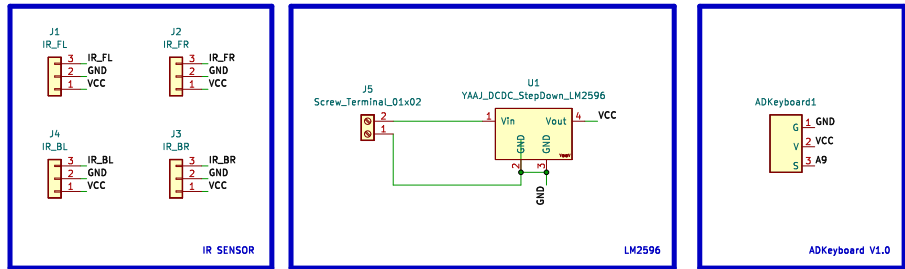 J1
IR_FL
3 IR_FL
2 GND
1 VCC
J2
IR_FR
3 IR_FR
2 GND
1 VCC
J4
IR_BL
3 IR_BL
2 GND
1 VCC
J3
IR_BR
3 IR_BR
2 GND
1 VCC
IR SENSOR
J5
Screw_Terminal_01x02
2
1
U1
YAAJ_DCDC_StepDown_LM2596
1 Vin
Vout 4 VCC
GND
GND
2
3
GND
LM2596
ADKeyboard1
G 1 GND
V 2 VCC
S 3 A9
ADKeyboard V1.0